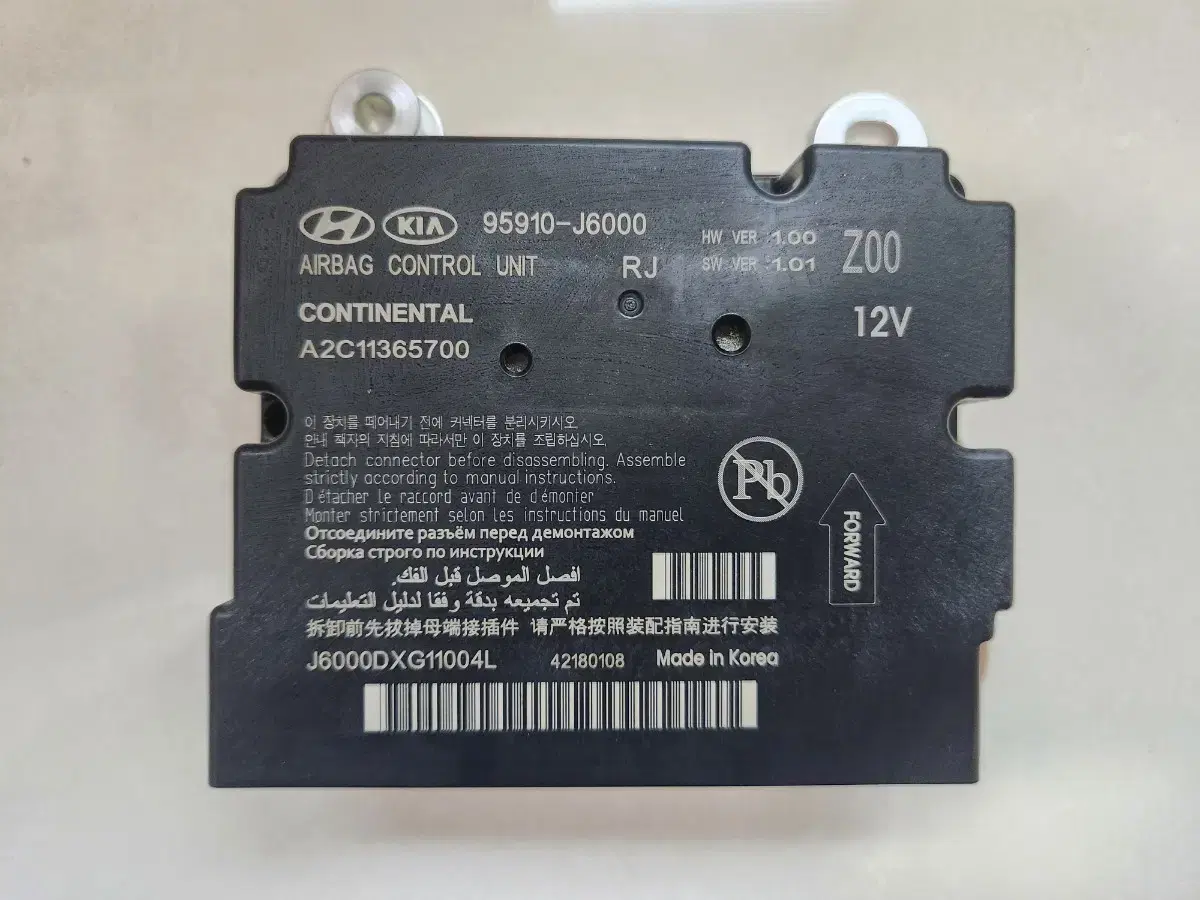 KIA 95910-J6000 HW VER :1.00 Z00
AIRBAG CONTROL UNIT RJ SW VER :1.01
CONTINENTAL 12V
A2C11365700
이 장치를 떼어내기 전에 커넥터를 분리시키시오.
안내 책자의 지침에 따라서만 이 장치를 조립하십시오.
Detach connector before disassembling. Assemble
strictly according to manual instructions.
Détacher le raccord avant de démonter
Monter strictement selon les instructions du manuel
Отсоедините разъём перед демонтажом
Сборка строго по инструкции
افصل الموصل قبل الفك.
تم تجميعه بدقة وفقا لدليل التعليمات
拆卸前先拔掉母端接插件 请严格按照装配指南进行安装
Pb
FORWARD
J6000DXG11004L 42180108 Made in Korea